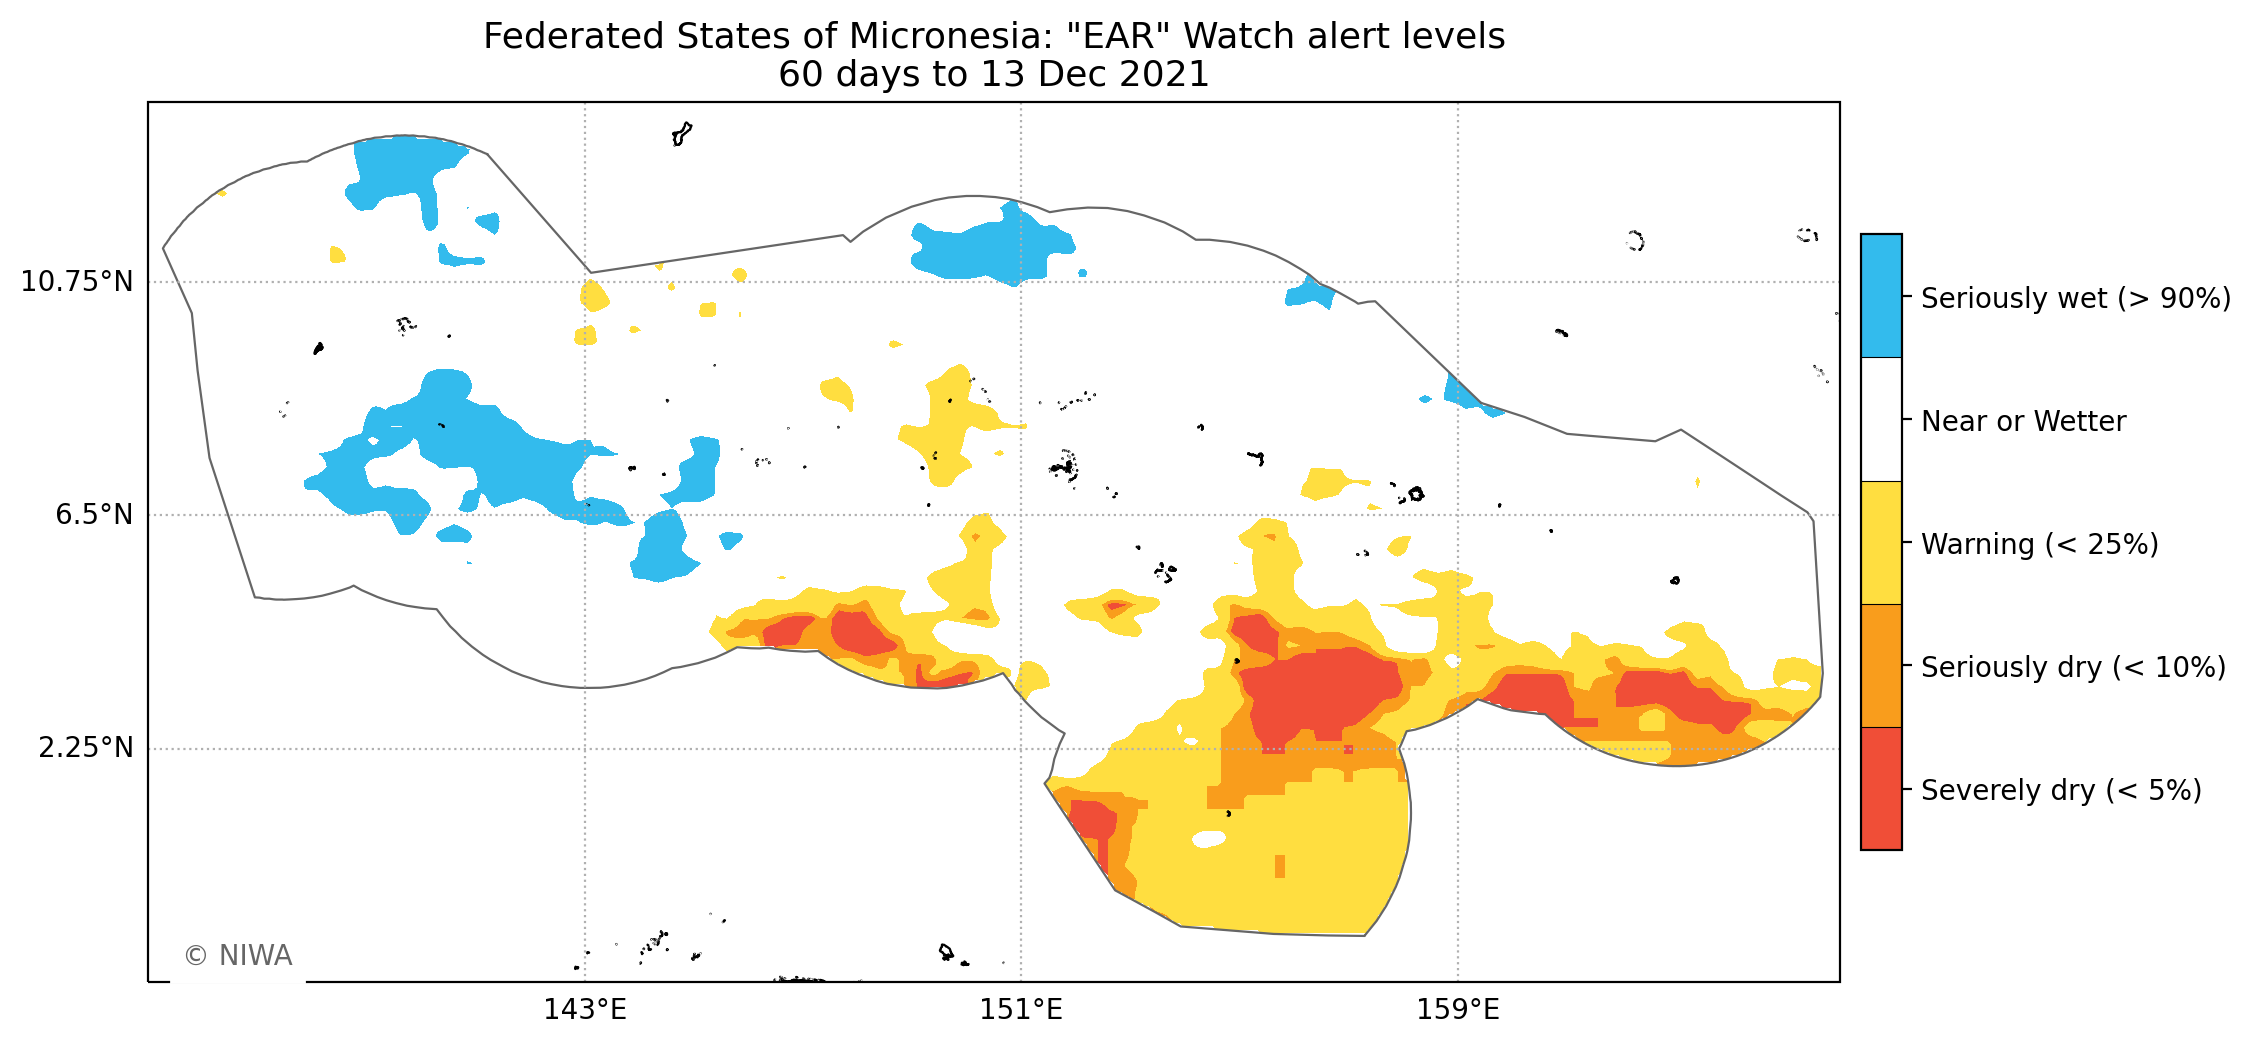 Federated States of Micronesia: "EAR" Watch alert levels
60 days to 13 Dec 2021
10.75°N
6.5°N
2.25°N
143°E
151°E
159°E
© NIWA
Seriously wet (> 90%)
Near or Wetter
Warning (< 25%)
Seriously dry (< 10%)
Severely dry (< 5%)